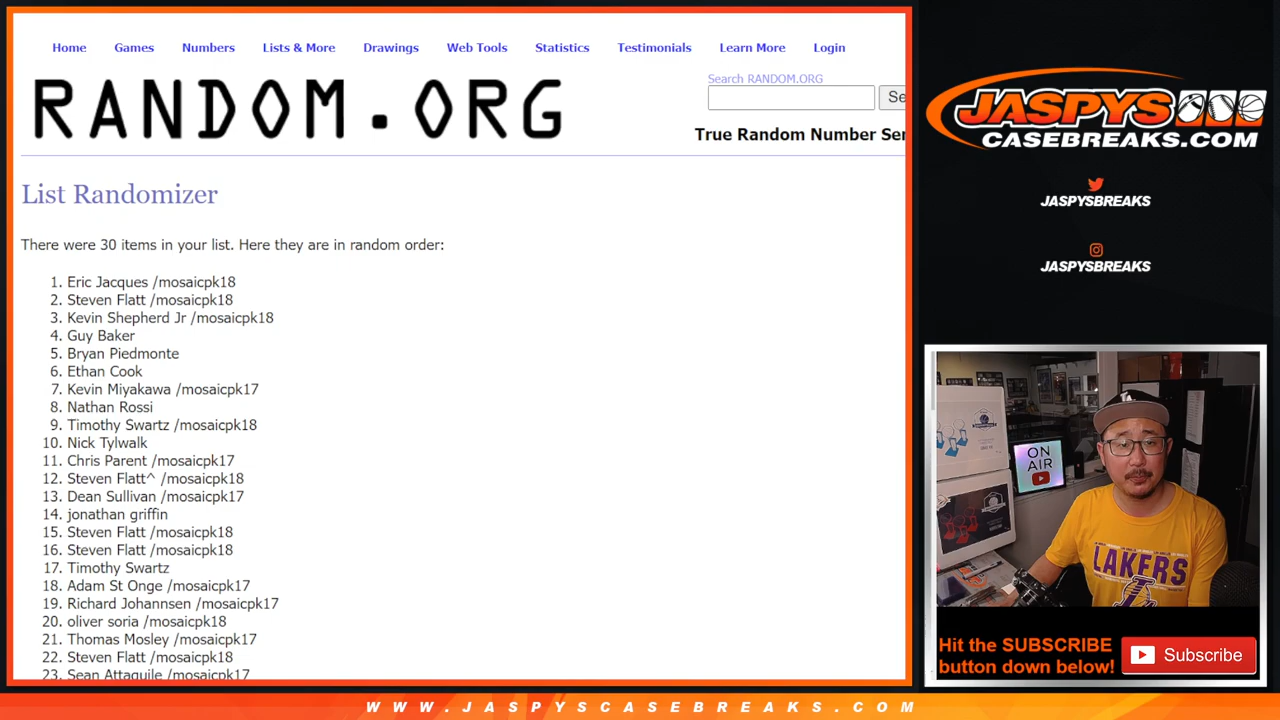 Home Games Numbers Lists & More Drawings Web Tools Statistics Testimonials Learn More Login
RANDOM.ORG
Search RANDOM.ORG
Se
True Random Number Ser
List Randomizer
There were 30 items in your list. Here they are in random order:
1. Eric Jacques /mosaicpk18
2. Steven Flatt /mosaicpk18
3. Kevin Shepherd Jr /mosaicpk18
4. Guy Baker
5. Bryan Piedmonte
6. Ethan Cook
7. Kevin Miyakawa /mosaicpk17
8. Nathan Rossi
9. Timothy Swartz /mosaicpk18
10. Nick Tylwalk
11. Chris Parent /mosaicpk17
12. Steven Flatt^ /mosaicpk18
13. Dean Sullivan /mosaicpk17
14. jonathan griffin
15. Steven Flatt /mosaicpk18
16. Steven Flatt /mosaicpk18
17. Timothy Swartz
18. Adam St Onge /mosaicpk17
19. Richard Johannsen /mosaicpk17
20. oliver soria /mosaicpk18
21. Thomas Mosley /mosaicpk17
22. Steven Flatt /mosaicpk18
23. Sean Attaquile /mosaicpk17
JASPYS
CASEBREAKS.COM
JASPYSBREAKS
JASPYSBREAKS
ON
AIR
LAKERS
Hit the SUBSCRIBE
button down below!
Subscribe
WWW.JASPYSCASEBREAKS.COM